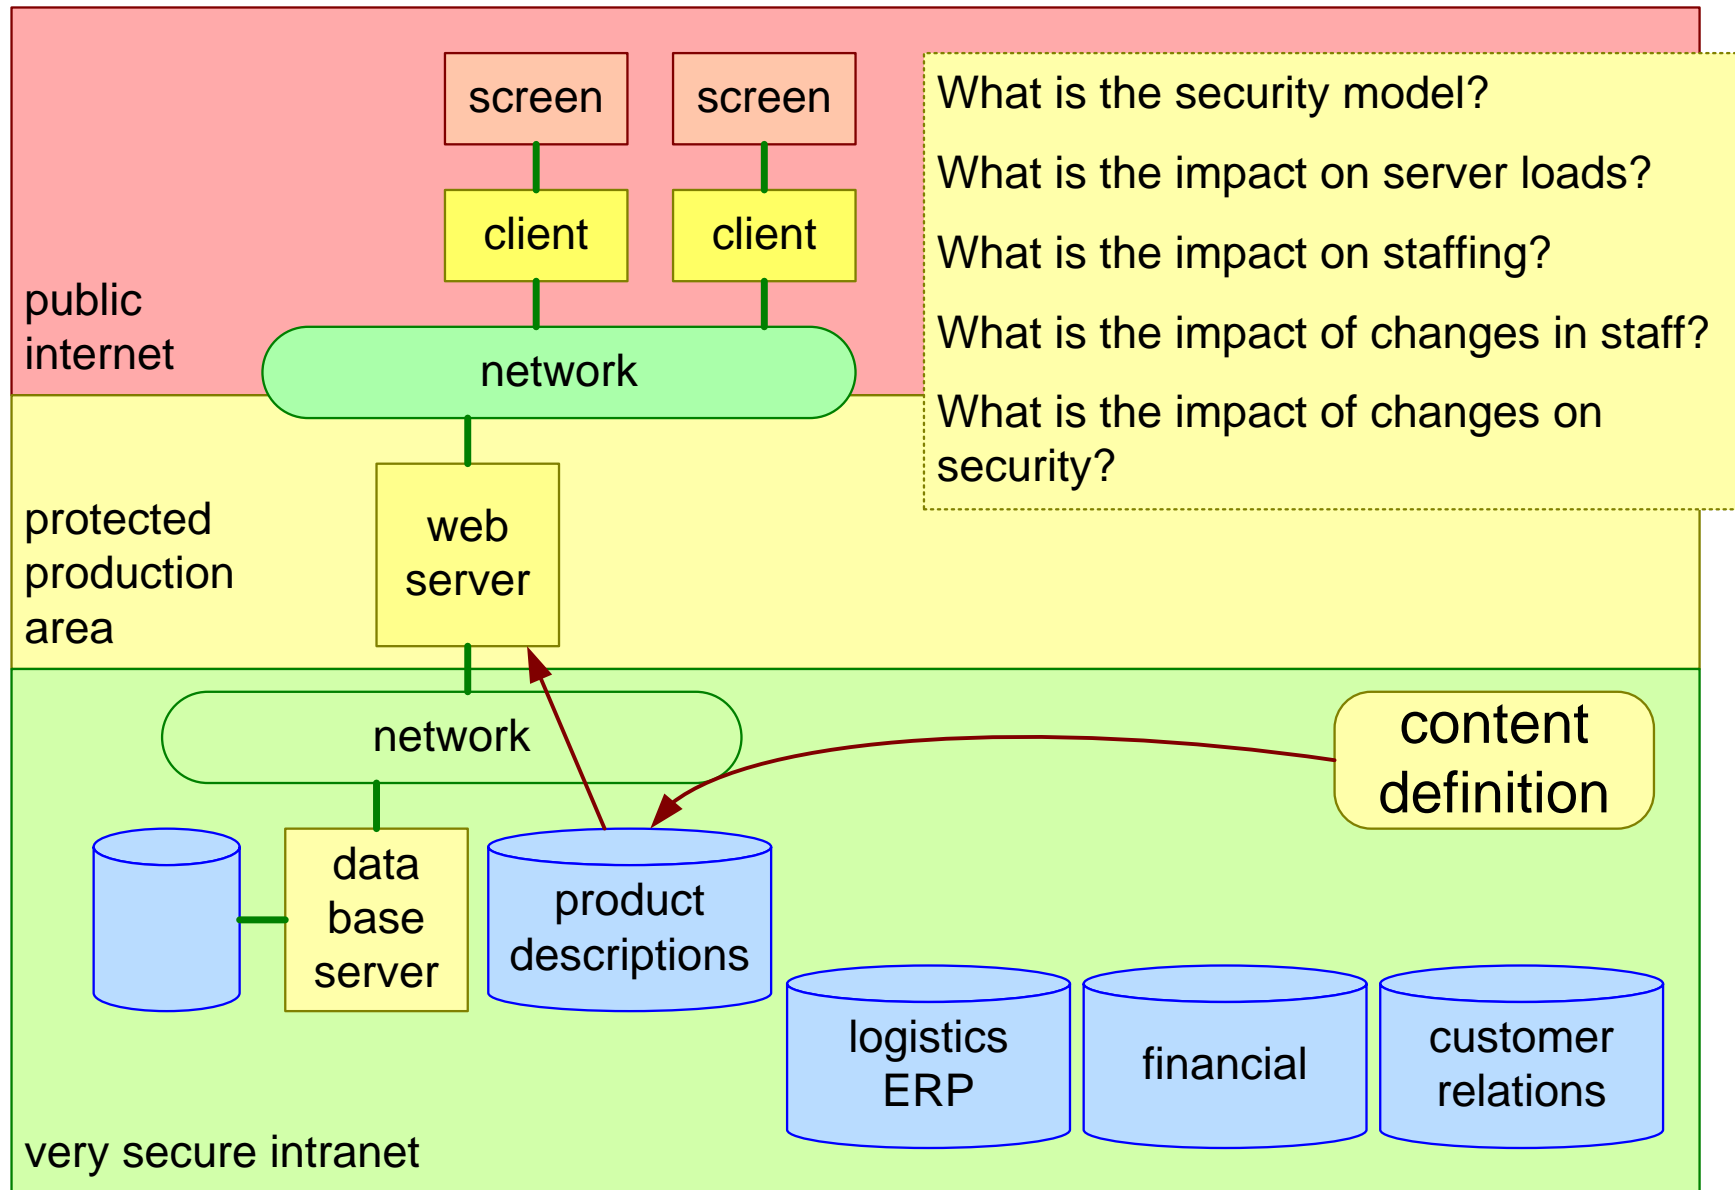 screen
screen
What is the security model?
What is the impact on server loads?
client
client
What is the impact on staffing?
public
internet
What is the impact of changes in staff?
network
What is the impact of changes on
security?
protected
production
area
web
server
network
content
definition
data
base
server
product
descriptions
logistics
ERP
financial
customer
relations
very secure intranet